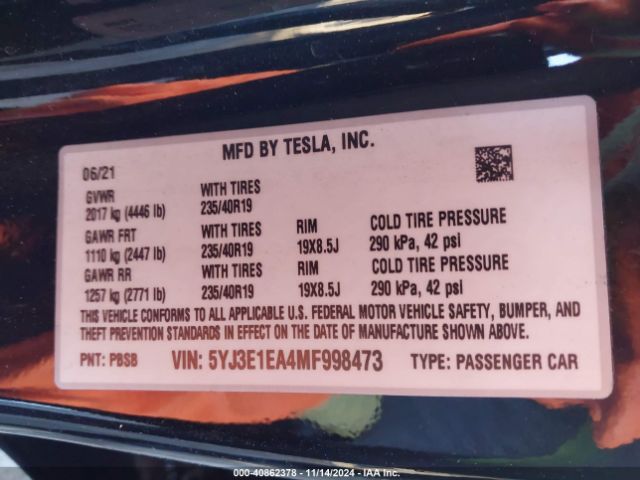 MFD BY TESLA, INC.
06/21
GVWR WITH TIRES
2017 kg (4446 lb) 235/40R19
GAWR FRT WITH TIRES RIM COLD TIRE PRESSURE
1110 kg (2447 lb) 235/40R19 19X8.5J 290 kPa, 42 psi
GAWR RR WITH TIRES RIM COLD TIRE PRESSURE
1257 kg (2771 lb) 235/40R19 19X8.5J 290 kPa, 42 psi
THIS VEHICLE CONFORMS TO ALL APPLICABLE U.S. FEDERAL MOTOR VEHICLE SAFETY, BUMPER, AND
THEFT PREVENTION STANDARDS IN EFFECT ON THE DATE OF MANUFACTURE SHOWN ABOVE.
PNT: PBSB VIN: 5YJ3E1EA4MF998473 TYPE: PASSENGER CAR
000-40862378 - 11/14/2024 - IAA Inc.